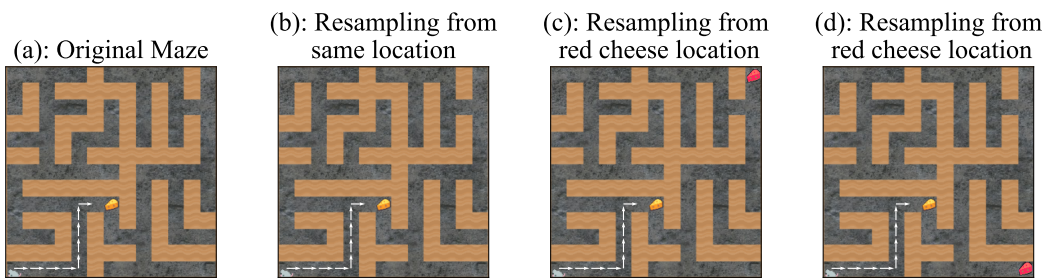 (a): Original Maze
(b): Resampling from
same location
(c): Resampling from
red cheese location
(d): Resampling from
red cheese location